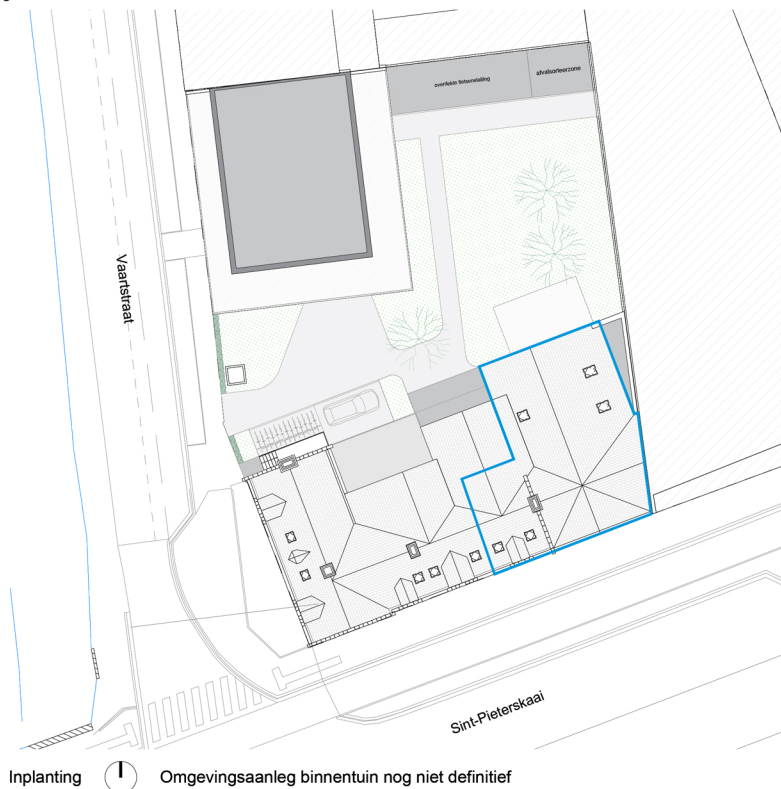 overdekte fietsenstalling
afvalsorteerzone
Vaartstraat
Sint-Pieterskaai
Inplanting
Omgevingsaanleg binnentuin nog niet definitief